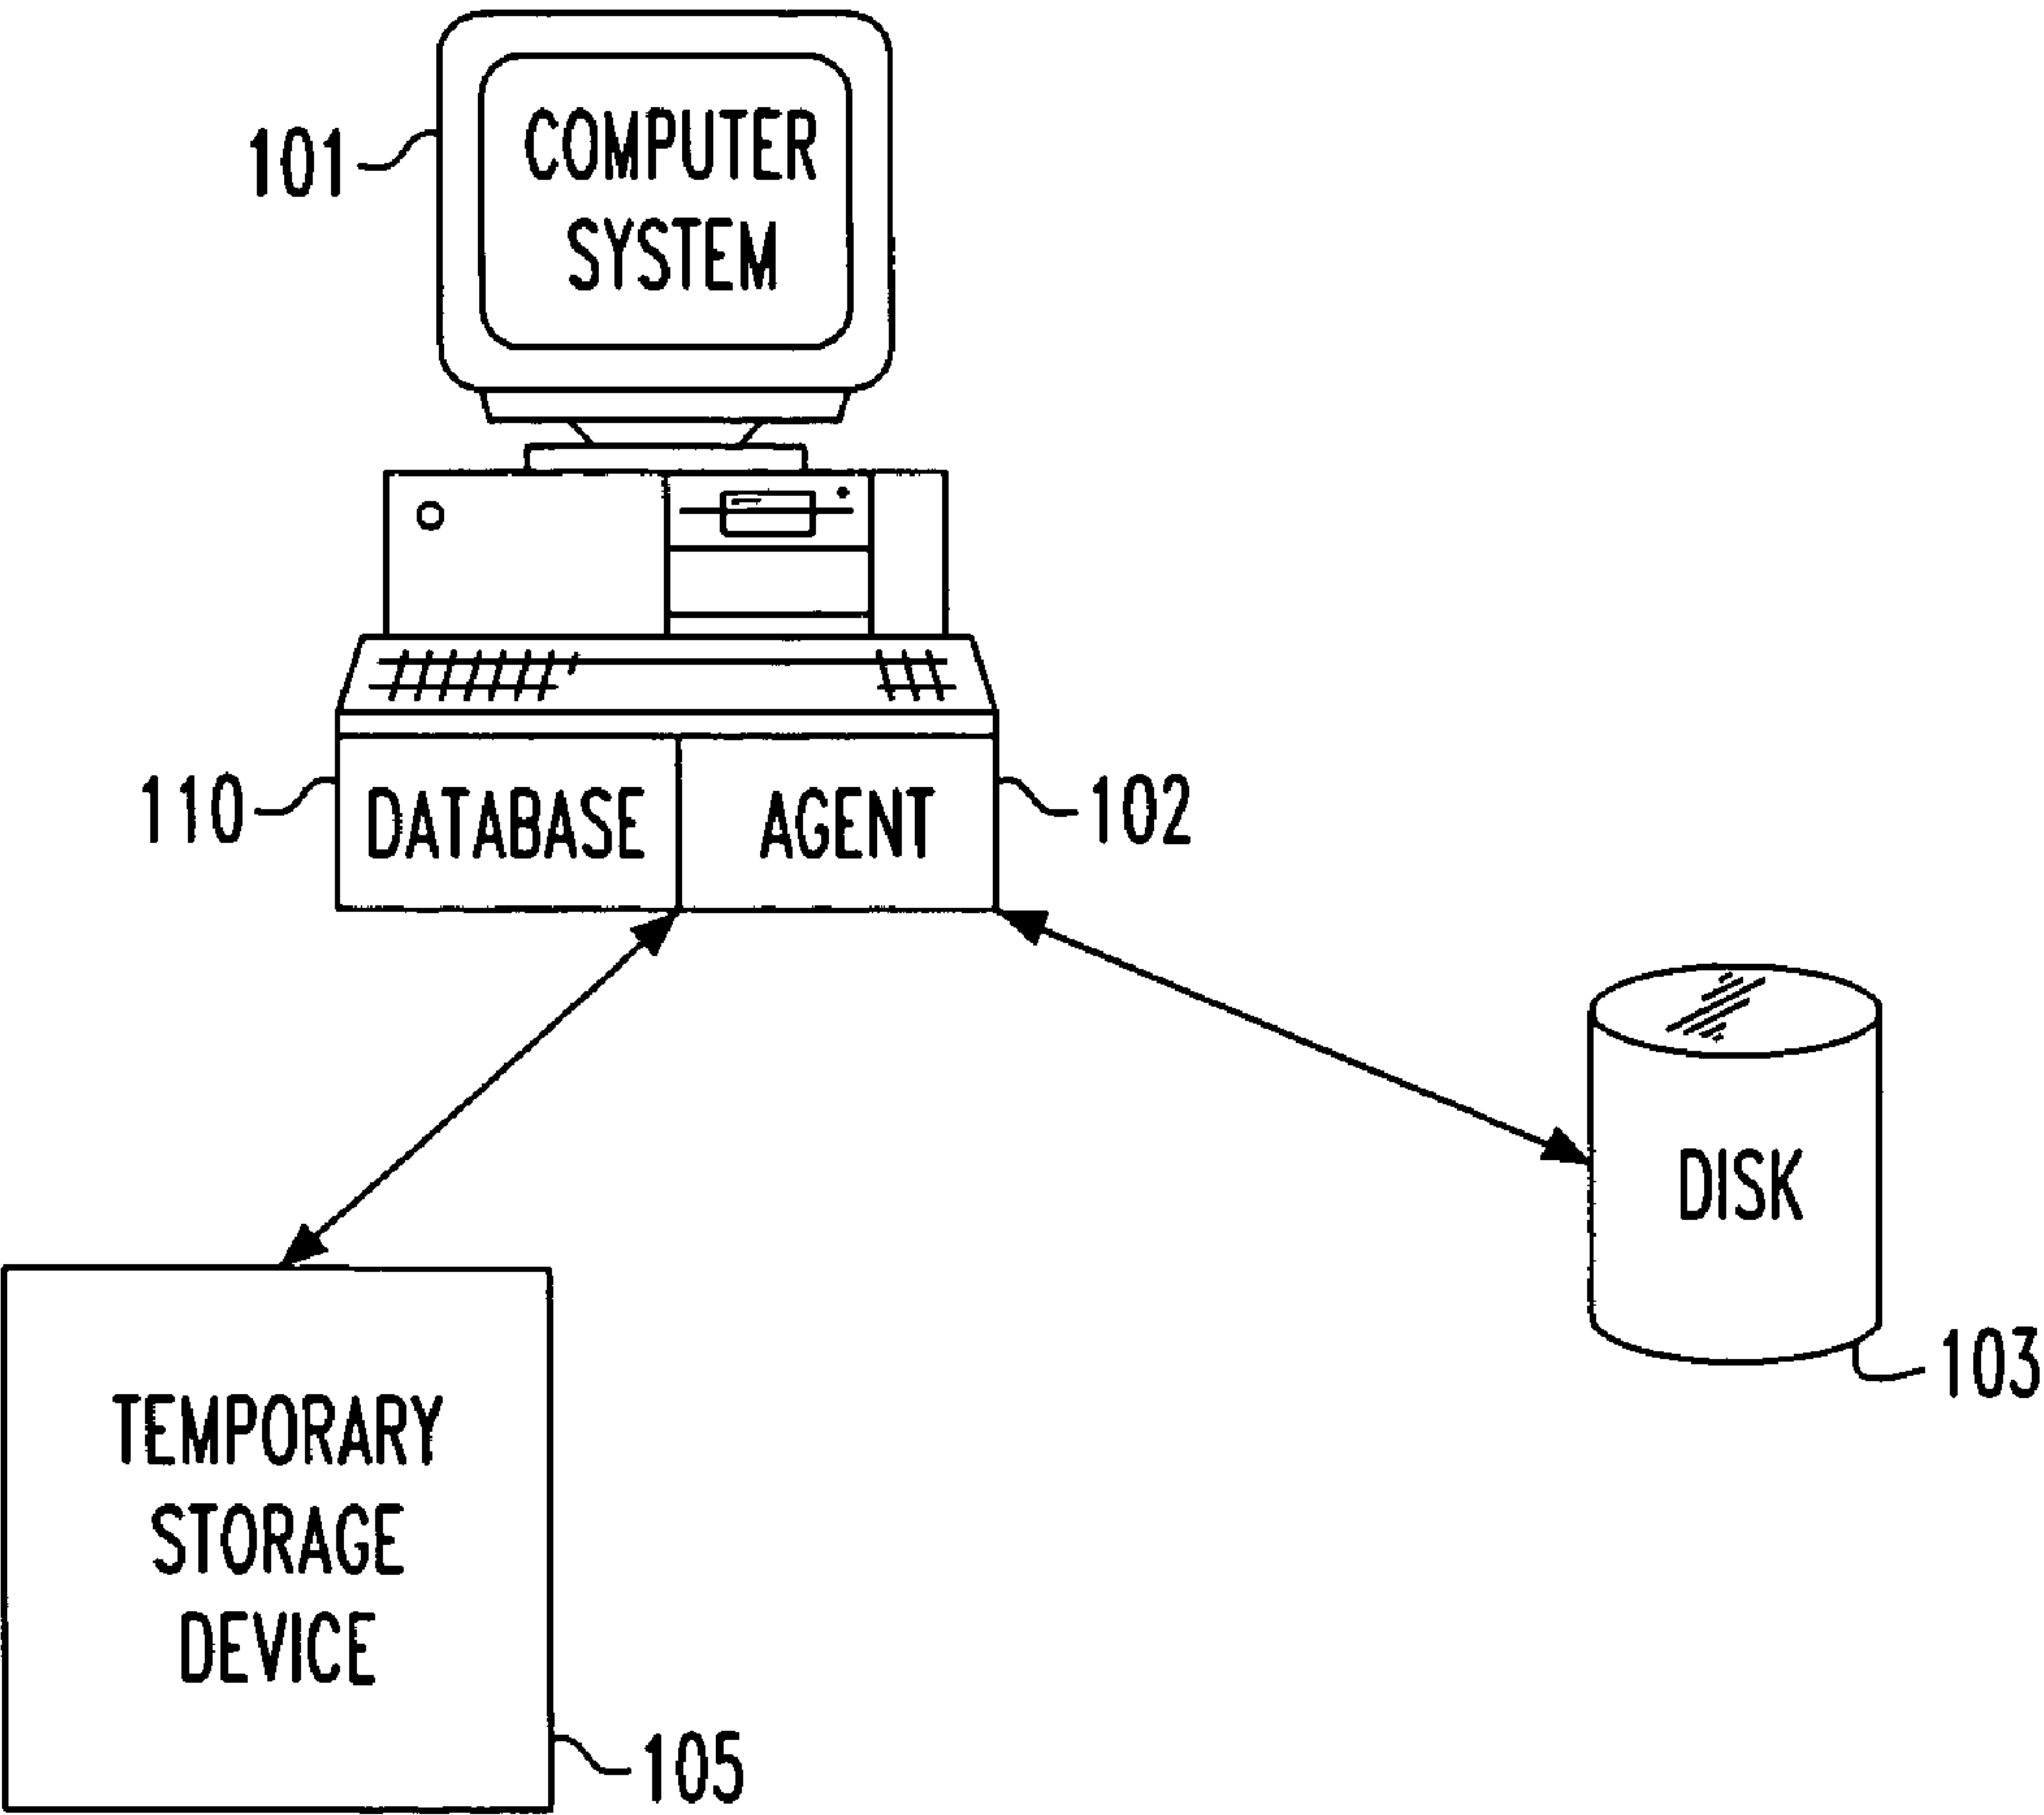 101
COMPUTER
SYSTEM
110
DATABASE
AGENT
102
DISK
103
TEMPORARY
STORAGE
DEVICE
105